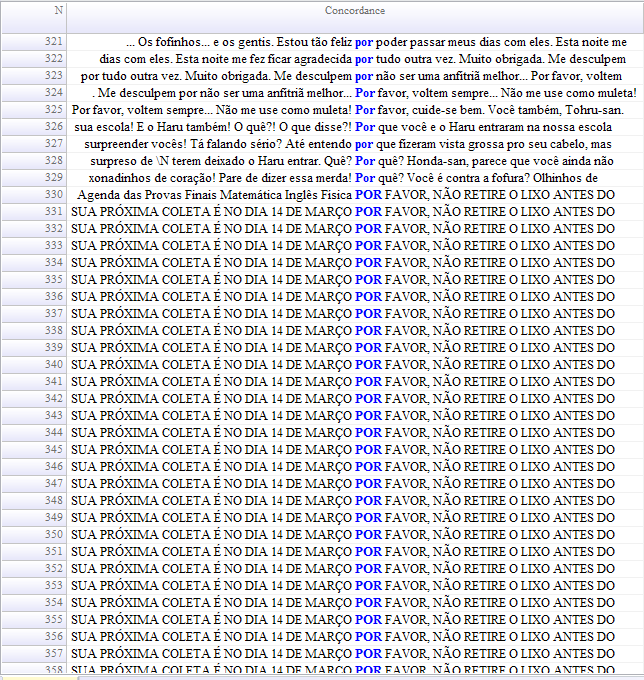 N Concordance
321 ... Os fofinhos... e os gentis. Estou tão feliz por poder passar meus dias com eles. Esta noite me
322 dias com eles. Esta noite me fez ficar agradecida por tudo outra vez. Muito obrigada. Me desculpem
323 por tudo outra vez. Muito obrigada. Me desculpem por não ser uma anfitriã melhor... Por favor, voltem
324 . Me desculpem por não ser uma anfitriã melhor... Por favor, voltem sempre... Não me use como muleta!
325 Por favor, voltem sempre... Não me use como muleta! Por favor, cuide-se bem. Você também, Tohru-san.
326 sua escola! E o Haru também! O quê?! O que disse?! Por que você e o Haru entraram na nossa escola
327 surpreender vocês! Tá falando sério? Até entendo por que fizeram vista grossa pro seu cabelo, mas
328 surpreso de \N terem deixado o Haru entrar. Quê? Por quê? Honda-san, parece que você ainda não
329 xonadinhos de coração! Pare de dizer essa merda! Por quê? Você é contra a fofura? Olhinhos de
330 Agenda das Provas Finais Matemática Inglês Física POR FAVOR, NÃO RETIRE O LIXO ANTES DO
331 SUA PRÓXIMA COLETA É NO DIA 14 DE MARÇO POR FAVOR, NÃO RETIRE O LIXO ANTES DO
332 SUA PRÓXIMA COLETA É NO DIA 14 DE MARÇO POR FAVOR, NÃO RETIRE O LIXO ANTES DO
333 SUA PRÓXIMA COLETA É NO DIA 14 DE MARÇO POR FAVOR, NÃO RETIRE O LIXO ANTES DO
334 SUA PRÓXIMA COLETA É NO DIA 14 DE MARÇO POR FAVOR, NÃO RETIRE O LIXO ANTES DO
335 SUA PRÓXIMA COLETA É NO DIA 14 DE MARÇO POR FAVOR, NÃO RETIRE O LIXO ANTES DO
336 SUA PRÓXIMA COLETA É NO DIA 14 DE MARÇO POR FAVOR, NÃO RETIRE O LIXO ANTES DO
337 SUA PRÓXIMA COLETA É NO DIA 14 DE MARÇO POR FAVOR, NÃO RETIRE O LIXO ANTES DO
338 SUA PRÓXIMA COLETA É NO DIA 14 DE MARÇO POR FAVOR, NÃO RETIRE O LIXO ANTES DO
339 SUA PRÓXIMA COLETA É NO DIA 14 DE MARÇO POR FAVOR, NÃO RETIRE O LIXO ANTES DO
340 SUA PRÓXIMA COLETA É NO DIA 14 DE MARÇO POR FAVOR, NÃO RETIRE O LIXO ANTES DO
341 SUA PRÓXIMA COLETA É NO DIA 14 DE MARÇO POR FAVOR, NÃO RETIRE O LIXO ANTES DO
342 SUA PRÓXIMA COLETA É NO DIA 14 DE MARÇO POR FAVOR, NÃO RETIRE O LIXO ANTES DO
343 SUA PRÓXIMA COLETA É NO DIA 14 DE MARÇO POR FAVOR, NÃO RETIRE O LIXO ANTES DO
344 SUA PRÓXIMA COLETA É NO DIA 14 DE MARÇO POR FAVOR, NÃO RETIRE O LIXO ANTES DO
345 SUA PRÓXIMA COLETA É NO DIA 14 DE MARÇO POR FAVOR, NÃO RETIRE O LIXO ANTES DO
346 SUA PRÓXIMA COLETA É NO DIA 14 DE MARÇO POR FAVOR, NÃO RETIRE O LIXO ANTES DO
347 SUA PRÓXIMA COLETA É NO DIA 14 DE MARÇO POR FAVOR, NÃO RETIRE O LIXO ANTES DO
348 SUA PRÓXIMA COLETA É NO DIA 14 DE MARÇO POR FAVOR, NÃO RETIRE O LIXO ANTES DO
349 SUA PRÓXIMA COLETA É NO DIA 14 DE MARÇO POR FAVOR, NÃO RETIRE O LIXO ANTES DO
350 SUA PRÓXIMA COLETA É NO DIA 14 DE MARÇO POR FAVOR, NÃO RETIRE O LIXO ANTES DO
351 SUA PRÓXIMA COLETA É NO DIA 14 DE MARÇO POR FAVOR, NÃO RETIRE O LIXO ANTES DO
352 SUA PRÓXIMA COLETA É NO DIA 14 DE MARÇO POR FAVOR, NÃO RETIRE O LIXO ANTES DO
353 SUA PRÓXIMA COLETA É NO DIA 14 DE MARÇO POR FAVOR, NÃO RETIRE O LIXO ANTES DO
354 SUA PRÓXIMA COLETA É NO DIA 14 DE MARÇO POR FAVOR, NÃO RETIRE O LIXO ANTES DO
355 SUA PRÓXIMA COLETA É NO DIA 14 DE MARÇO POR FAVOR, NÃO RETIRE O LIXO ANTES DO
356 SUA PRÓXIMA COLETA É NO DIA 14 DE MARÇO POR FAVOR, NÃO RETIRE O LIXO ANTES DO
357 SUA PRÓXIMA COLETA É NO DIA 14 DE MARÇO POR FAVOR, NÃO RETIRE O LIXO ANTES DO
358 SUA PRÓXIMA COLETA É NO DIA 14 DE MARÇO POR FAVOR, NÃO RETIRE O LIXO ANTES DO